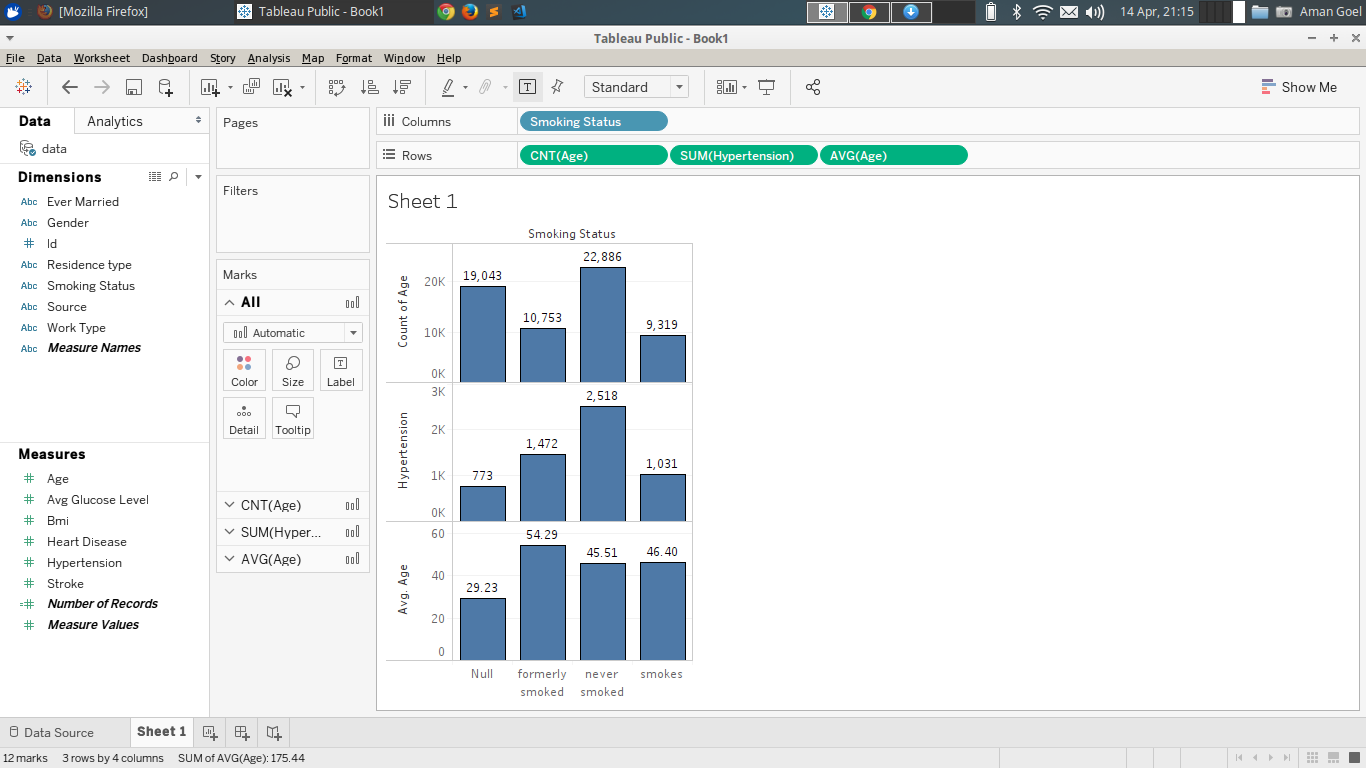 [Mozilla Firefox]
Tableau Public - Book1
14 Apr, 21:15
Aman Goel
Tableau Public - Book1
File Data Worksheet Dashboard Story Analysis Map Format Window Help
Standard
Show Me
Data
Analytics
data
Dimensions
Abc Ever Married
Abc Gender
# Id
Abc Residence type
Abc Smoking Status
Abc Source
Abc Work Type
Abc Measure Names
Measures
# Age
# Avg Glucose Level
# Bmi
# Heart Disease
# Hypertension
# Stroke
=# Number of Records
# Measure Values
Pages
Filters
Marks
All
Automatic
Color
Size
T
Label
Detail
Tooltip
CNT(Age)
SUM(Hyper...
AVG(Age)
Columns
Smoking Status
Rows
CNT(Age)
SUM(Hypertension)
AVG(Age)
Sheet 1
Smoking Status
Count of Age
20K
10K
0K
19,043
10,753
22,886
9,319
Hypertension
3K
2K
1K
0K
773
1,472
2,518
1,031
Avg. Age
60
40
20
0
29.23
54.29
45.51
46.40
Null
formerly
smoked
never
smoked
smokes
Data Source
Sheet 1
12 marks
3 rows by 4 columns
SUM of AVG(Age): 175.44